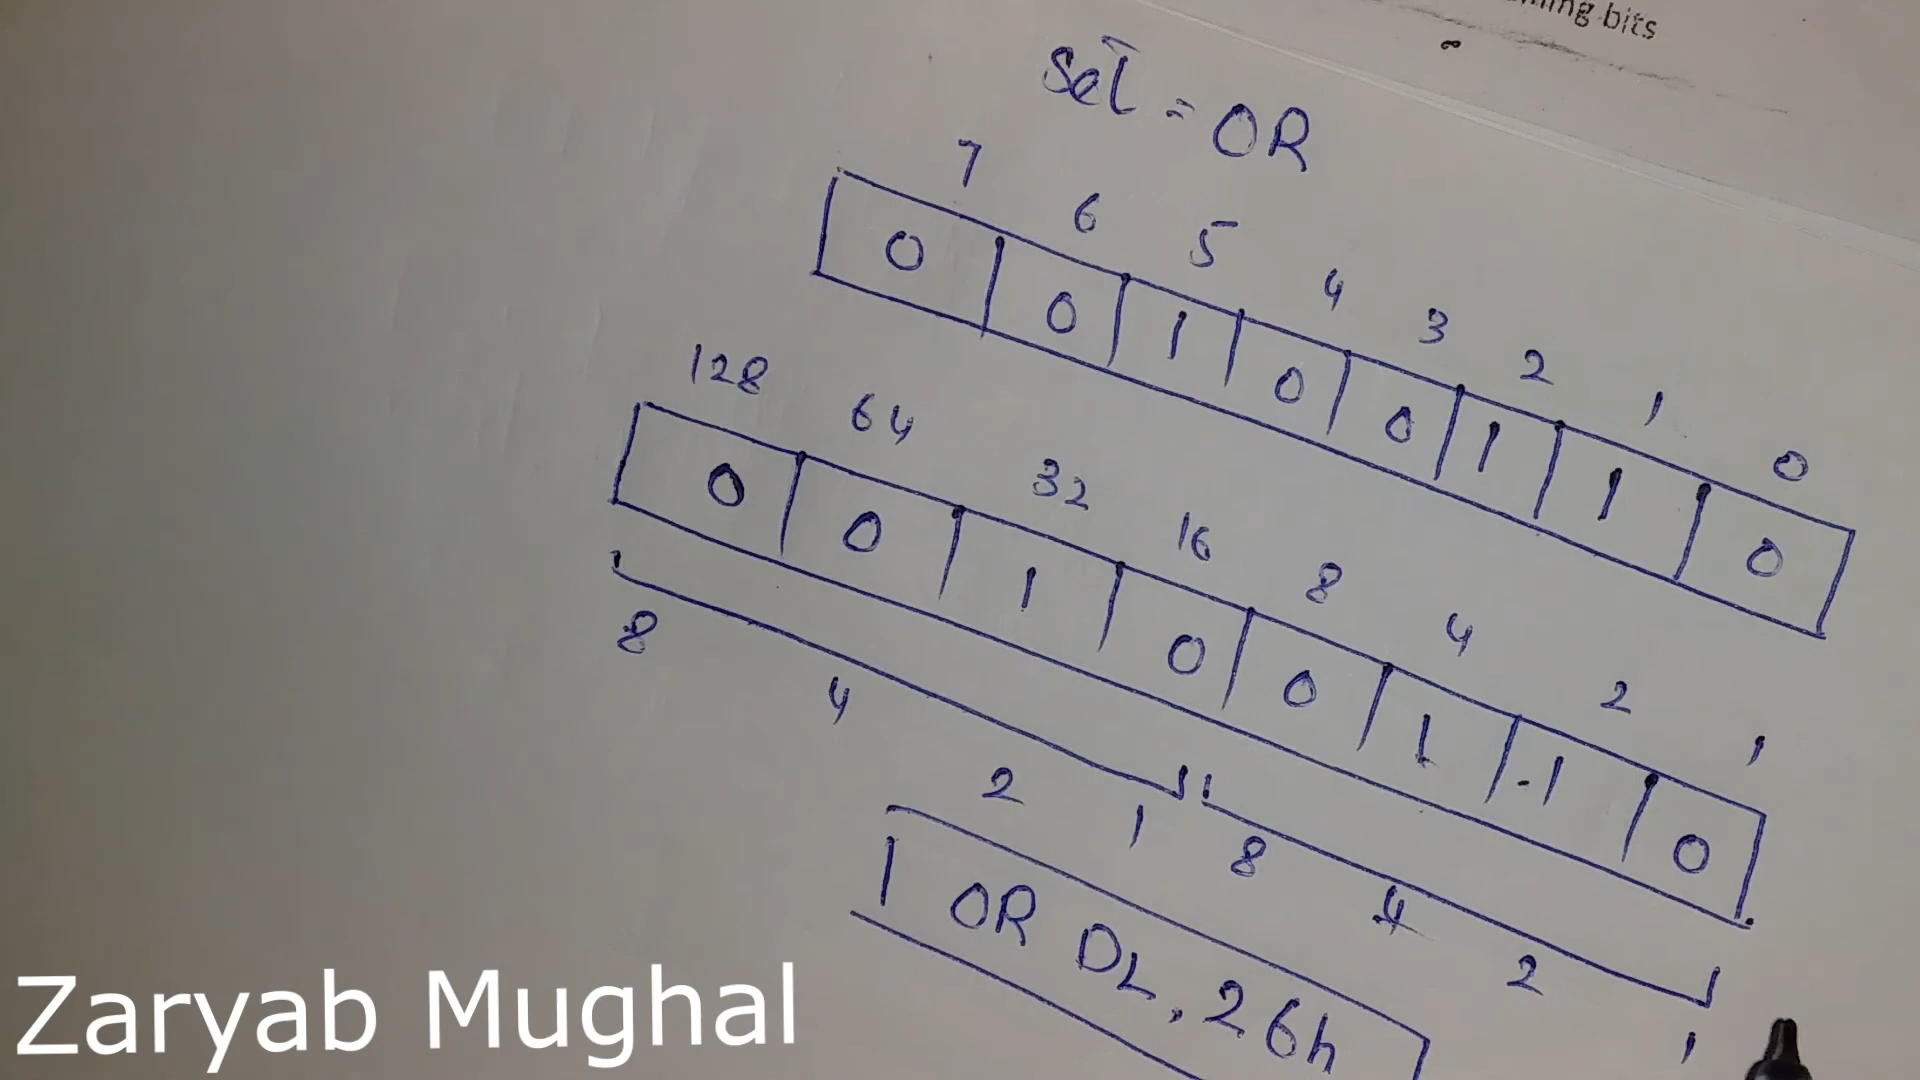 bits
Set = OR
7 6 5 4 3 2 1 0
0 0 1 0 0 1 1 0
128 64 32 16 8 4 2 1
0 0 1 0 0 1 1 0
8 4 2 1 8 4 2 1
OR DL, 26h
Zaryab Mughal